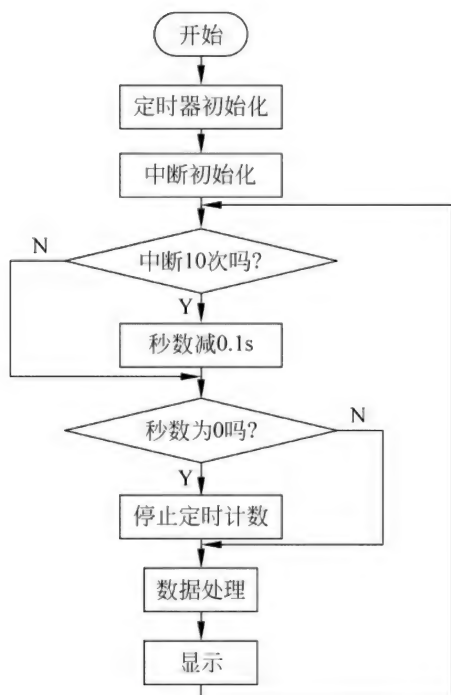 开始
定时器初始化
中断初始化
N
中断10次吗?
Y
秒数减0.1s
N
秒数为0吗?
Y
停止定时计数
数据处理
显示